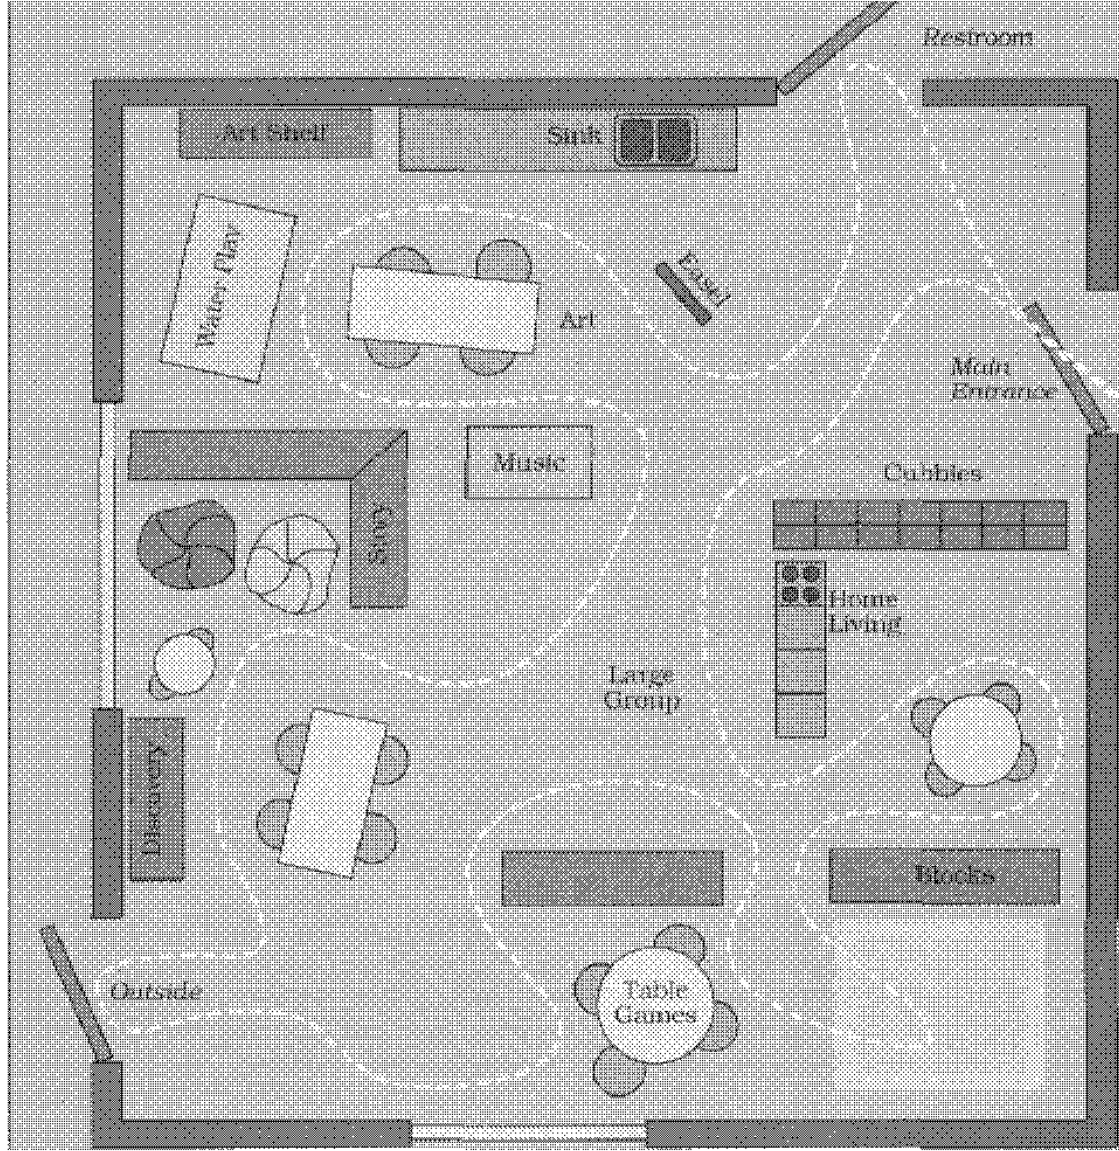 Restroom
Art Shelf
Sink
Water Play
Easel
Art
Main
Entrance
Music
Cubbies
Story
Home
Living
Large
Group
Discovery
Blocks
Outside
Table
Games